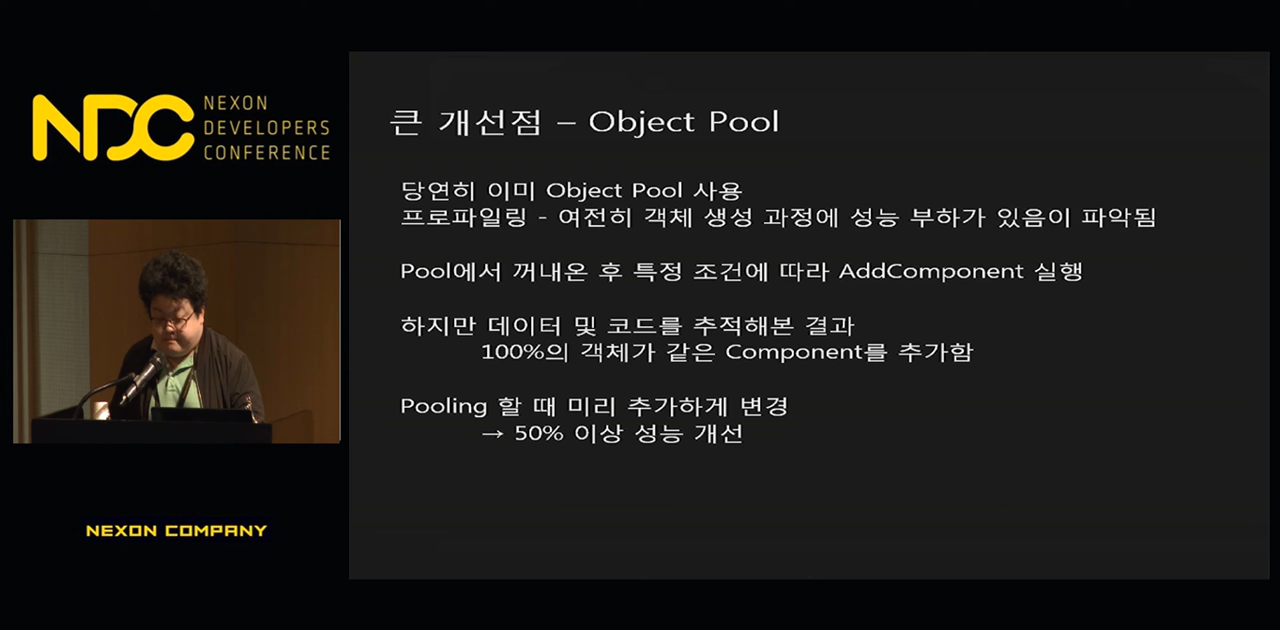 NDC
NEXON
DEVELOPERS
CONFERENCE
큰 개선점 – Object Pool
당연히 이미 Object Pool 사용
프로파일링 - 여전히 객체 생성 과정에 성능 부하가 있음이 파악됨
Pool에서 꺼내온 후 특정 조건에 따라 AddComponent 실행
하지만 데이터 및 코드를 추적해본 결과
100%의 객체가 같은 Component를 추가함
Pooling 할 때 미리 추가하게 변경
→ 50% 이상 성능 개선
NEXON COMPANY